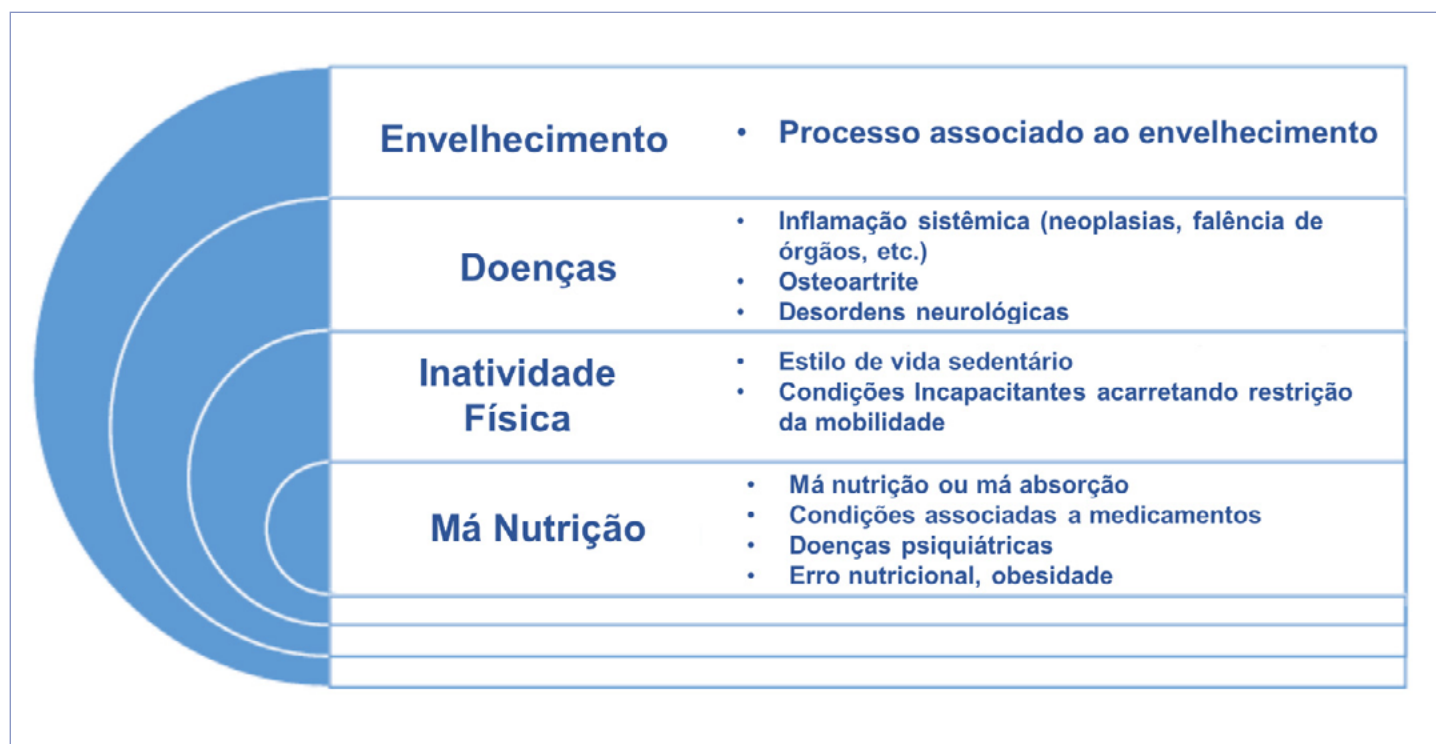 Envelhecimento
• Processo associado ao envelhecimento
Doenças
• Inflamação sistêmica (neoplasias, falência de
órgãos, etc.)
• Osteoartrite
• Desordens neurológicas
Inatividade
Física
• Estilo de vida sedentário
• Condições Incapacitantes acarretando restrição
da mobilidade
Má Nutrição
• Má nutrição ou má absorção
• Condições associadas a medicamentos
• Doenças psiquiátricas
• Erro nutricional, obesidade